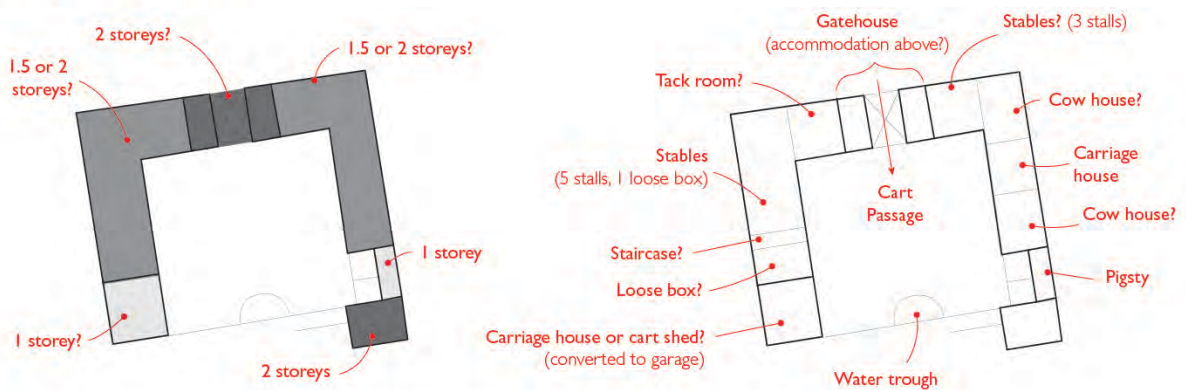 2 storeys?
1.5 or 2 storeys?
1.5 or 2
storeys?
1 storey
1 storey?
2 storeys
Gatehouse
(accommodation above?)
Stables? (3 stalls)
Tack room?
Cow house?
Stables
(5 stalls, 1 loose box)
Carriage
house
Cart
Passage
Cow house?
Staircase?
Loose box?
Pigsty
Carriage house or cart shed?
(converted to garage)
Water trough